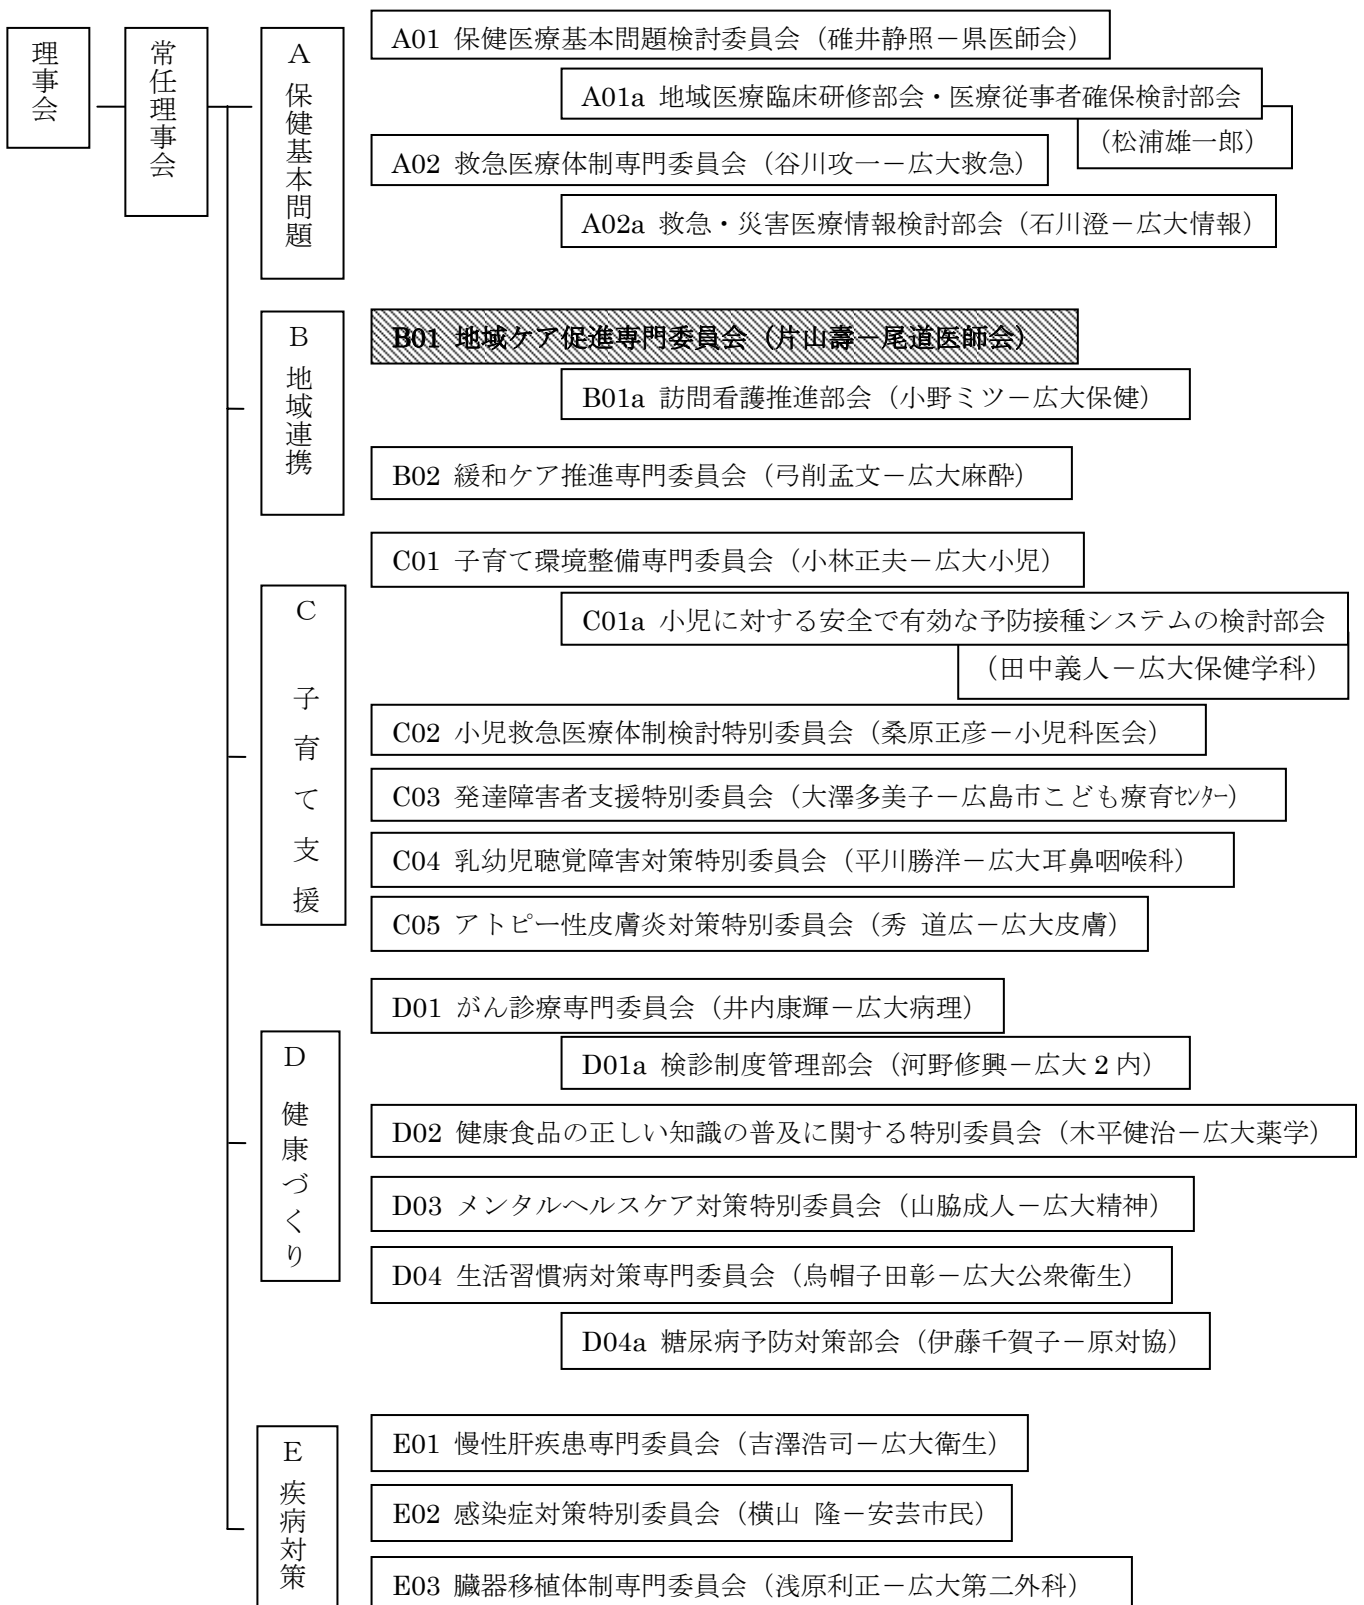 理事会
常任理事会
A 保健基本問題
A01 保健医療基本問題検討委員会（碓井静照－県医師会）
A01a 地域医療臨床研修部会・医療従事者確保検討部会
（松浦雄一郎）
A02 救急医療体制専門委員会（谷川攻一－広大救急）
A02a 救急・災害医療情報検討部会（石川澄－広大情報）
B 地域連携
B01 地域ケア促進専門委員会（片山壽－尾道医師会）
B01a 訪問看護推進部会（小野ミツ－広大保健）
B02 緩和ケア推進専門委員会（弓削孟文－広大麻酔）
C 子育て支援
C01 子育て環境整備専門委員会（小林正夫－広大小児）
C01a 小児に対する安全で有効な予防接種システムの検討部会
（田中義人－広大保健学科）
C02 小児救急医療体制検討特別委員会（桑原正彦－小児科医会）
C03 発達障害者支援特別委員会（大澤多美子－広島市こども療育ｾﾝﾀｰ）
C04 乳幼児聴覚障害対策特別委員会（平川勝洋－広大耳鼻咽喉科）
C05 アトピー性皮膚炎対策特別委員会（秀 道広－広大皮膚）
D 健康づくり
D01 がん診療専門委員会（井内康輝－広大病理）
D01a 検診制度管理部会（河野修興－広大２内）
D02 健康食品の正しい知識の普及に関する特別委員会（木平健治－広大薬学）
D03 メンタルヘルスケア対策特別委員会（山脇成人－広大精神）
D04 生活習慣病対策専門委員会（烏帽子田彰－広大公衆衛生）
D04a 糖尿病予防対策部会（伊藤千賀子－原対協）
E 疾病対策
E01 慢性肝疾患専門委員会（吉澤浩司－広大衛生）
E02 感染症対策特別委員会（横山 隆－安芸市民）
E03 臓器移植体制専門委員会（浅原利正－広大第二外科）